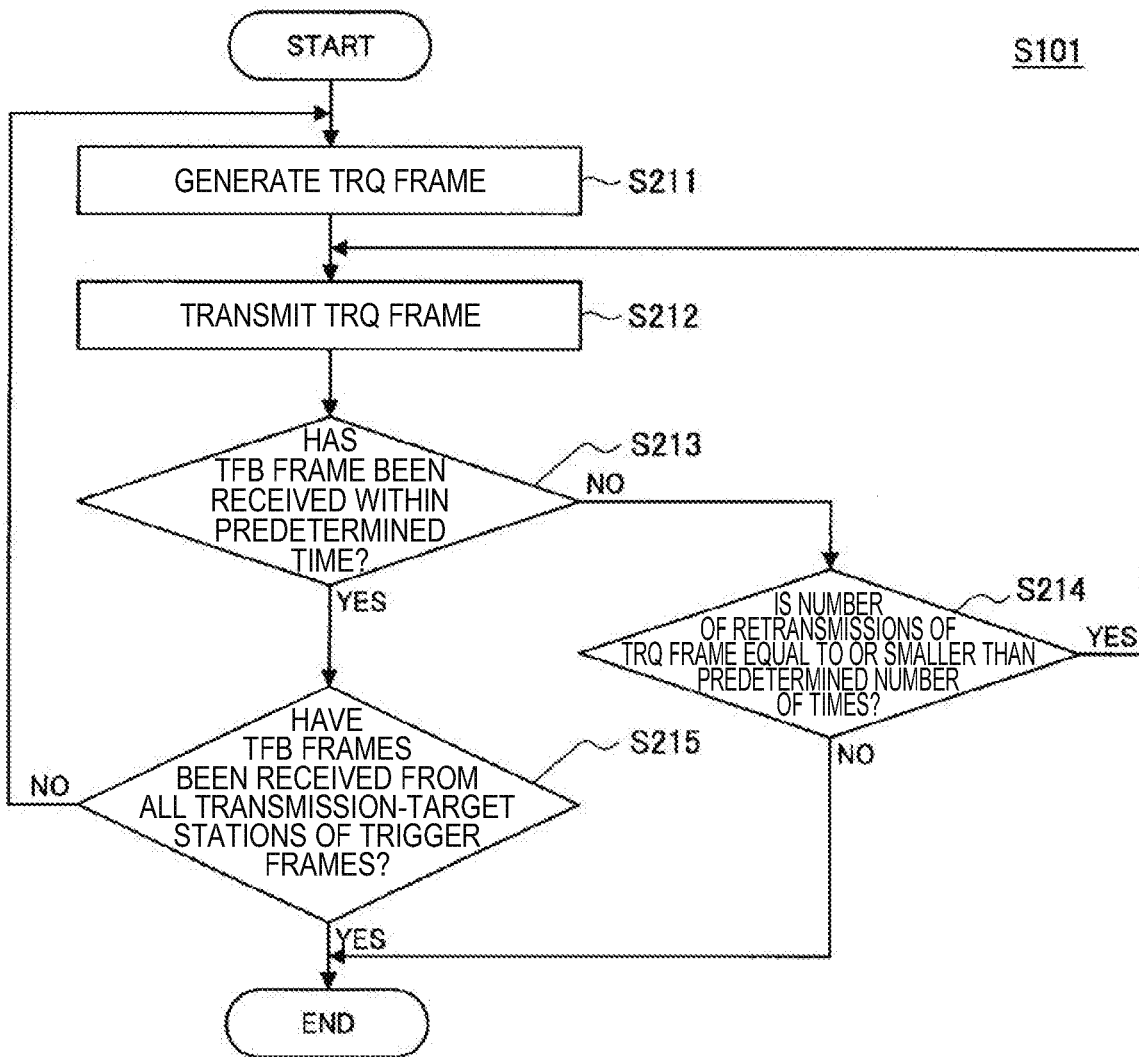 START
S101
GENERATE TRQ FRAME
S211
TRANSMIT TRQ FRAME
S212
HAS
TFB FRAME BEEN
RECEIVED WITHIN
PREDETERMINED
TIME?
S213
NO
YES
IS NUMBER
OF RETRANSMISSIONS OF
TRQ FRAME EQUAL TO OR SMALLER THAN
PREDETERMINED NUMBER
OF TIMES?
S214
YES
NO
HAVE
TFB FRAMES
BEEN RECEIVED FROM
ALL TRANSMISSION-TARGET
STATIONS OF TRIGGER
FRAMES?
S215
NO
YES
END